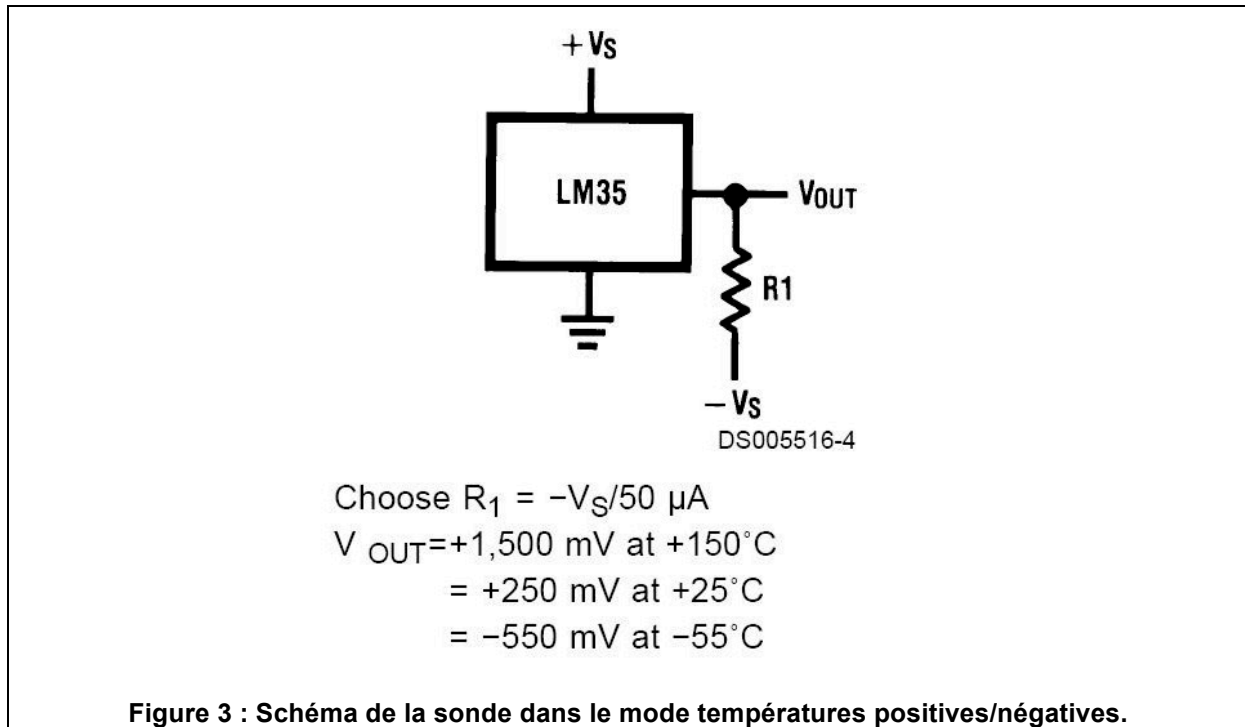 + VS
LM35
VOUT
R1
− VS
DS005516-4
Choose R1 = −VS/50 µA
V OUT=+1,500 mV at +150°C
= +250 mV at +25°C
= −550 mV at −55°C
Figure 3 : Schéma de la sonde dans le mode températures positives/négatives.